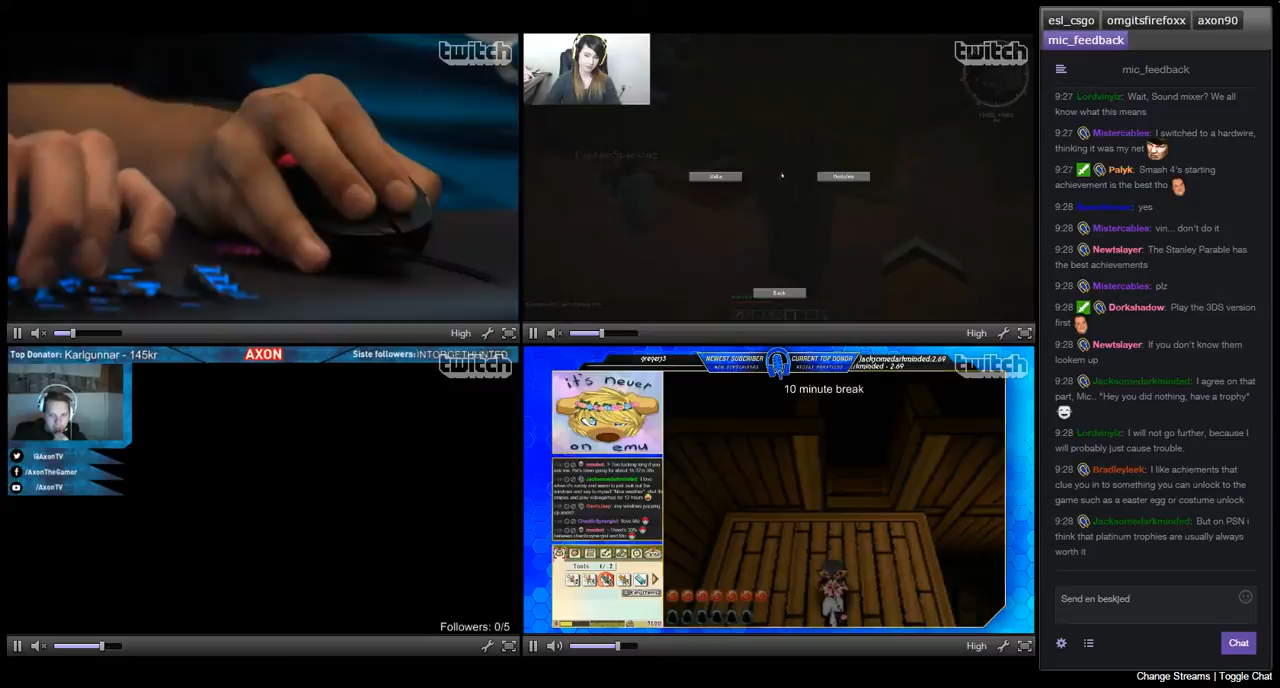 esl_csgo omgitsfirefoxx axon90
mic_feedback
mic_feedback
9:27 Lordvinylz: Wait, Sound mixer? We all
know what this means
9:27 Mistercables: I switched to a hardwire,
thinking it was my net
9:27 Palyk: Smash 4's starting
achievement is the best tho
9:28 yes
9:28 Mistercables: vin... don't do it
9:28 Newtslayer: The Stanley Parable has
the best achievements
9:28 Mistercables: plz
9:28 Dorkshadow: Play the 3DS version
first
9:28 Newtslayer: If you don't know them
lookem up
9:28 Jacksomedarkminded: I agree on that
part, Mic.. "Hey you did nothing, have a trophy"
9:28 Lordvinylz: I will not go further, because I
will probably just cause trouble.
9:28 Bradleyleek: I like achiements that
clue you in to something you can unlock to the
game such as a easter egg or costume unlock
9:28 Jacksomedarkminded: But on PSN i
think that platinum trophies are usually always
worth it
Send en beskjed
Chat
Change Streams | Toggle Chat
twitch
High
twitch
Back
High
Top Donator: Karlgunnar - 145kr AXON Siste followers: INTORGETHUNTED
twitch
@AxonTV
/AxonTheGamer
/AxonTV
Followers: 0/5
gregery3 NEWEST SUBCRIBER CURRENT TOP DONOR Jacksomedarkminded:2.69
twitch
10 minute break
it's never
on emu
Tools 1/2
High